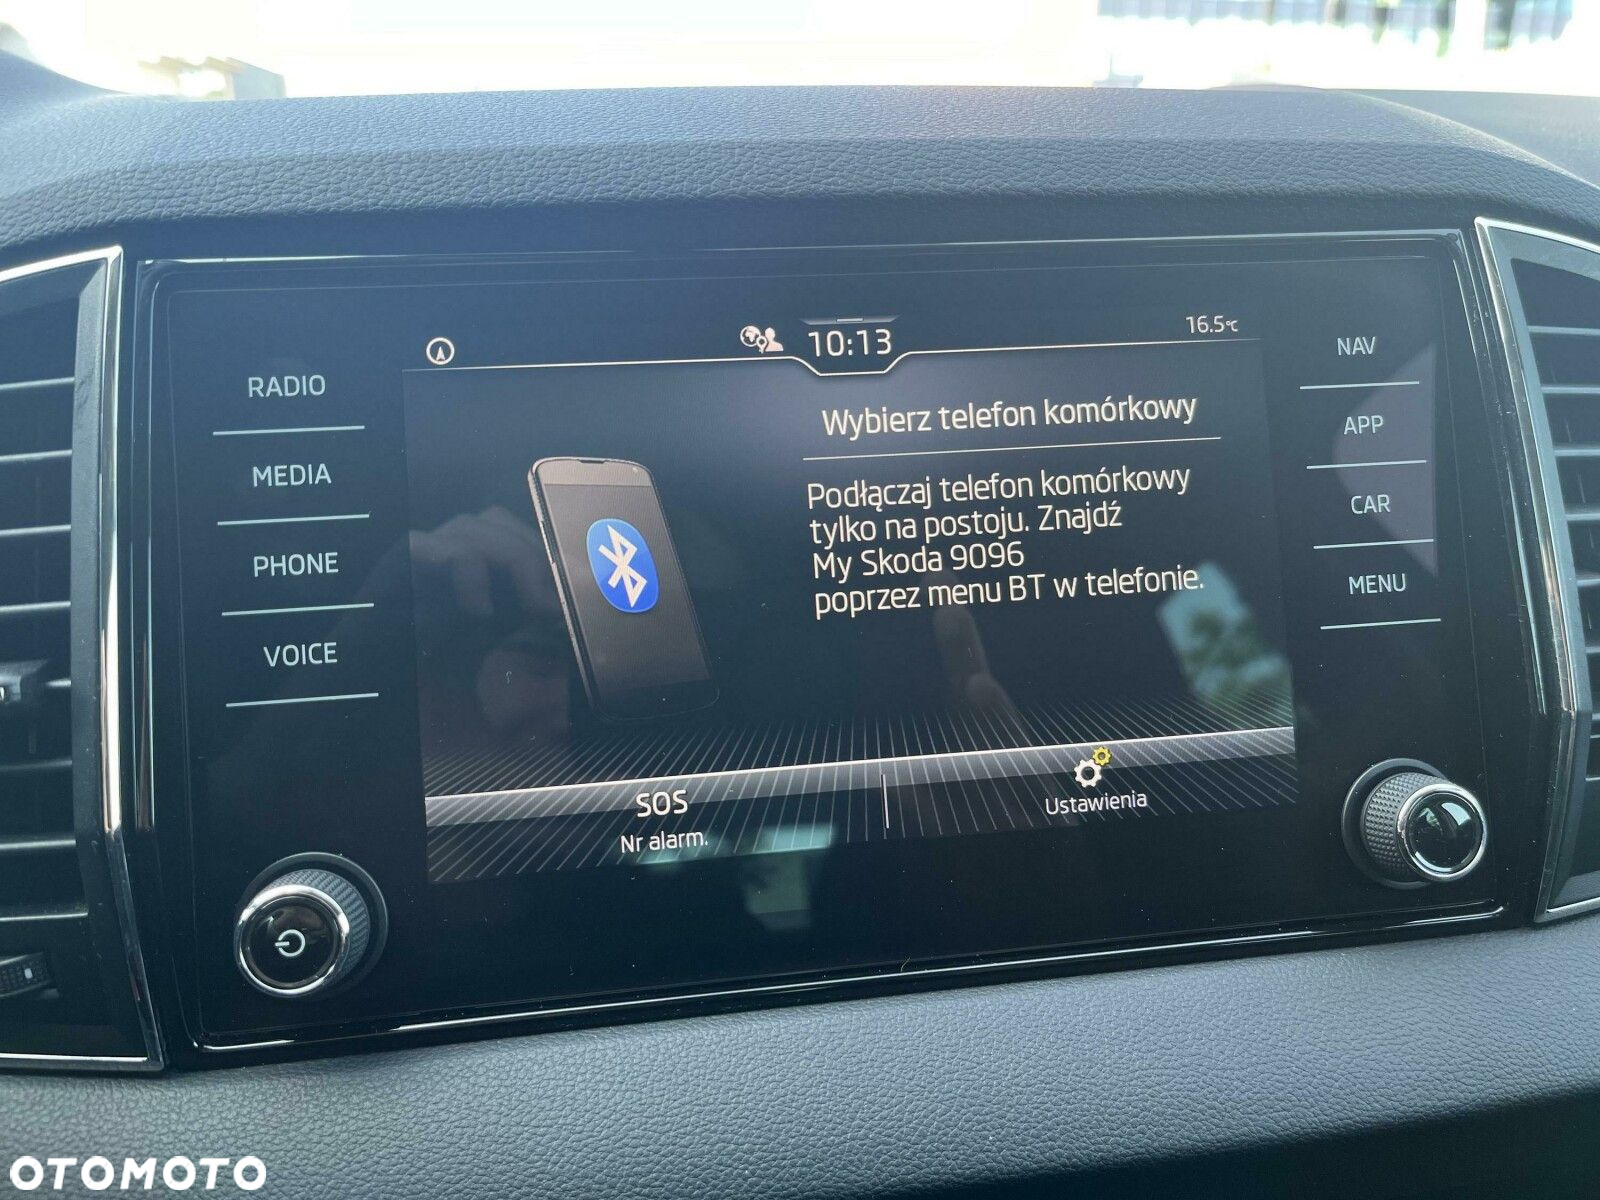 10:13
16.5°C
RADIO
MEDIA
PHONE
VOICE
Wybierz telefon komórkowy
Podłączaj telefon komórkowy
tylko na postoju. Znajdź
My Skoda 9096
poprzez menu BT w telefonie.
SOS
Nr alarm.
Ustawienia
NAV
APP
CAR
MENU
OTOMOTO